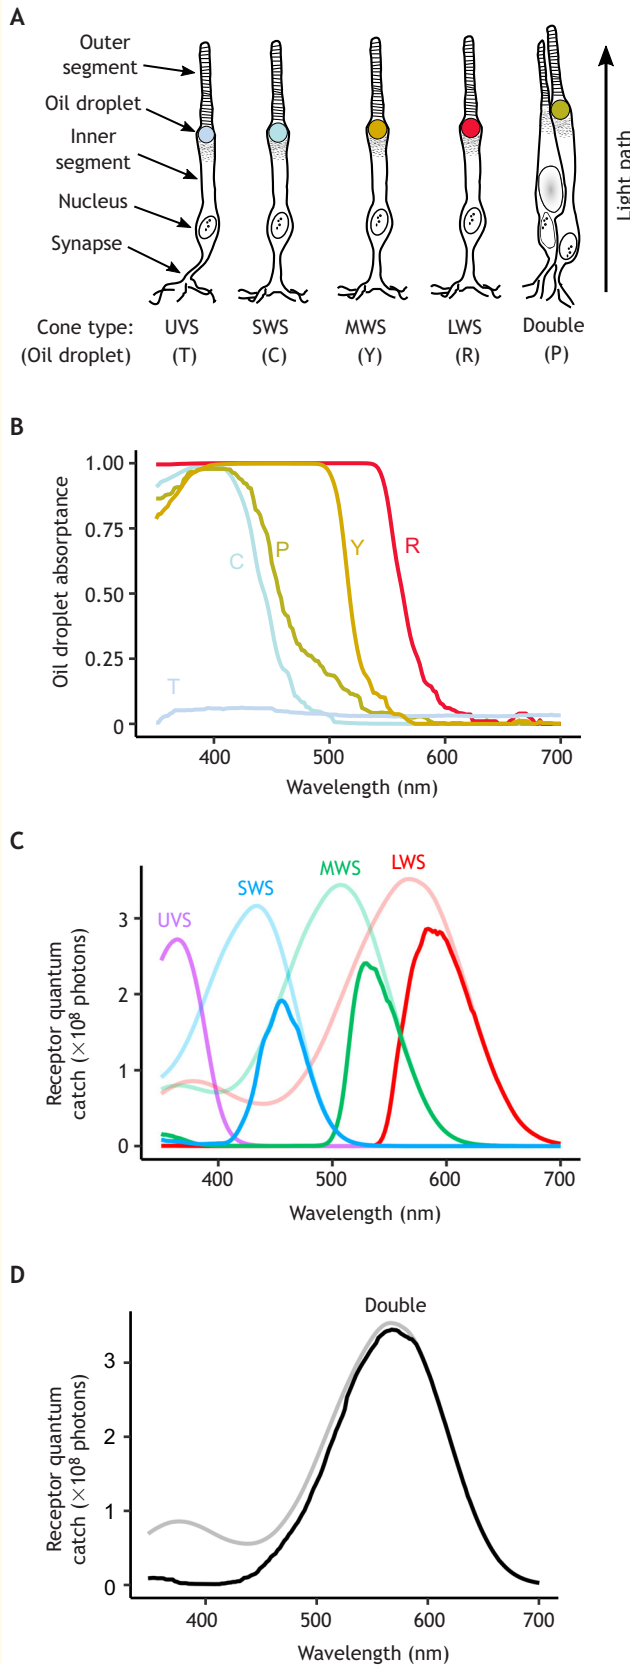 A
Outer
segment
Oil droplet
Inner
segment
Nucleus
Synapse
Light path
Cone type: UVS SWS MWS LWS Double
(Oil droplet) (T) (C) (Y) (R) (P)
B
Oil droplet absorptance
1.00
0.75
0.50
0.25
0
C
P
Y
R
T
400 500 600 700
Wavelength (nm)
C
Receptor quantum
catch (×10⁸ photons)
3
2
1
0
UVS
SWS
MWS
LWS
400 500 600 700
Wavelength (nm)
D
Double
Receptor quantum
catch (×10⁸ photons)
3
2
1
0
400 500 600 700
Wavelength (nm)